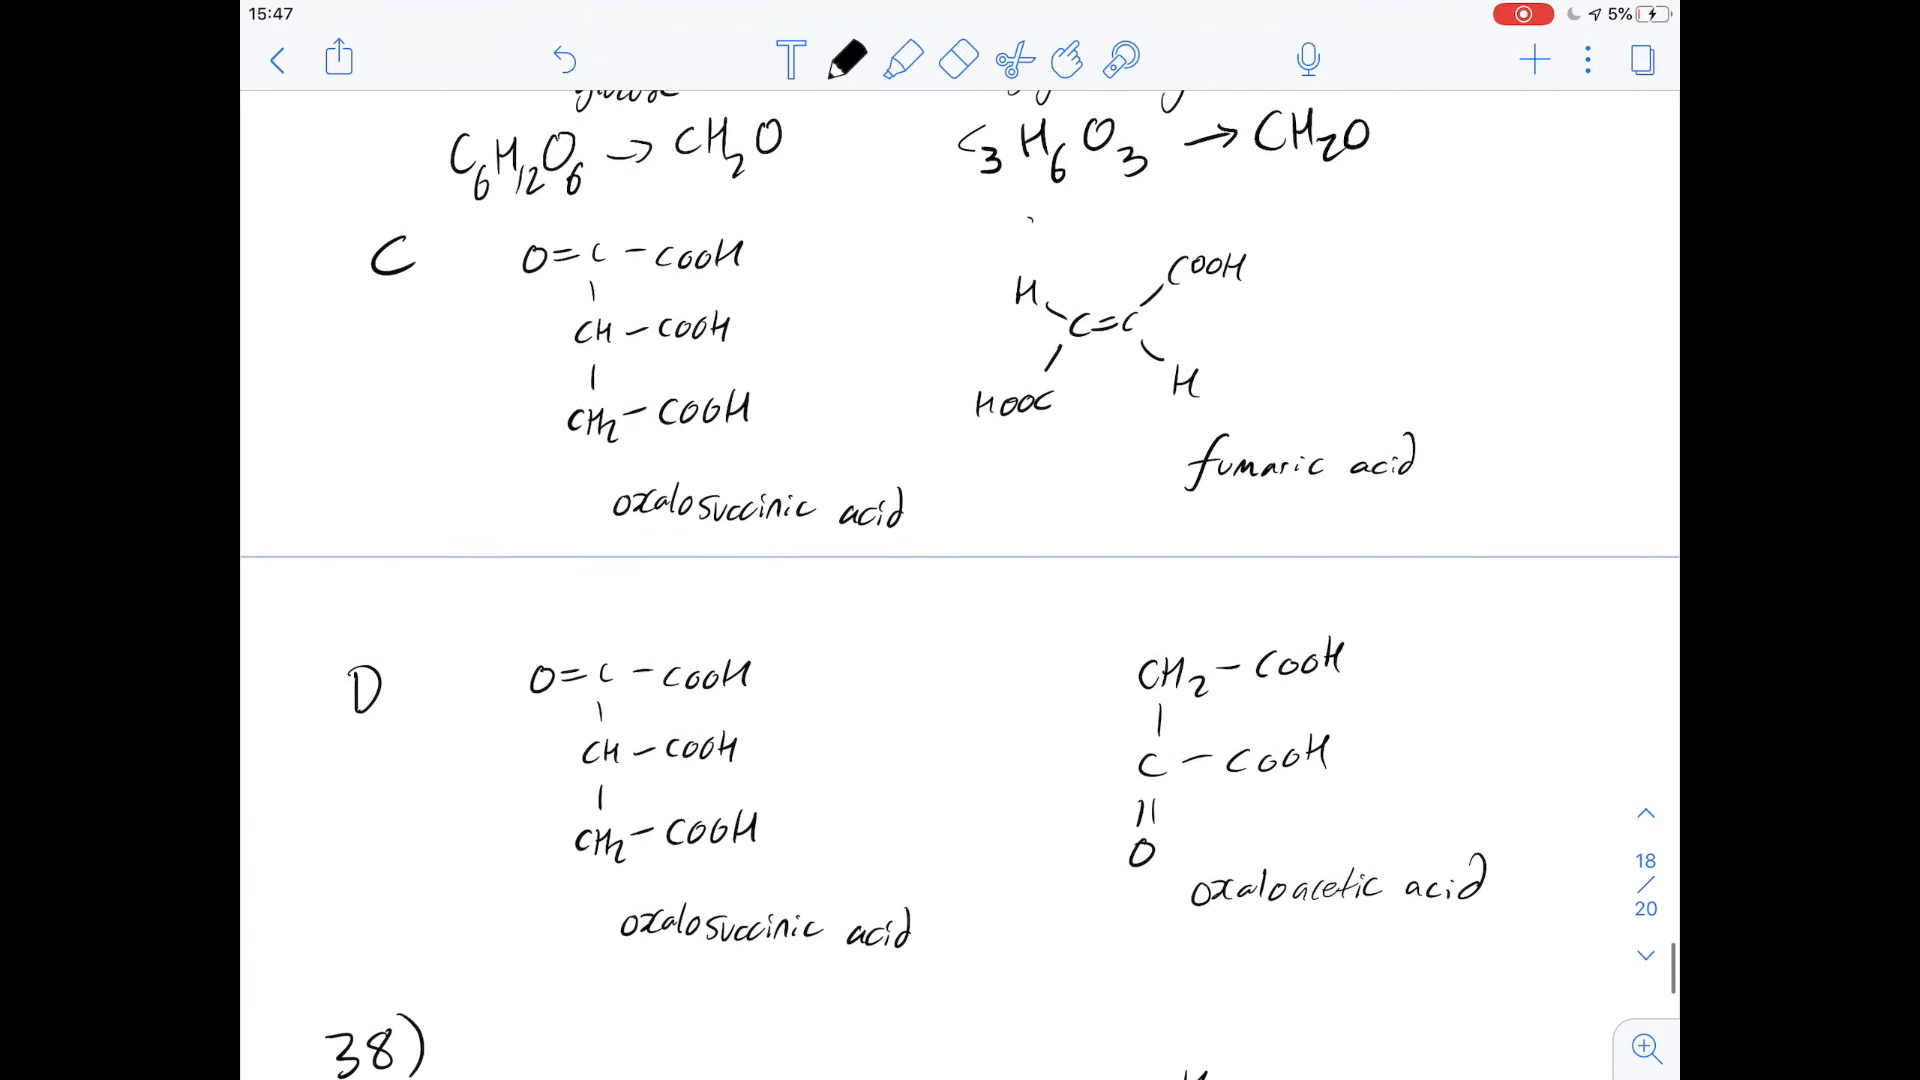 15:47
5%
T
C6H12O6 → CH2O
C3H6O3 → CH2O
C
O=C-COOH
CH-COOH
CH2-COOH
oxalosuccinic acid
H
COOH
C=C
HOOC
H
fumaric acid
D
O=C-COOH
CH-COOH
CH2-COOH
oxalosuccinic acid
CH2-COOH
C-COOH
O
oxaloacetic acid
18
/
20
38)